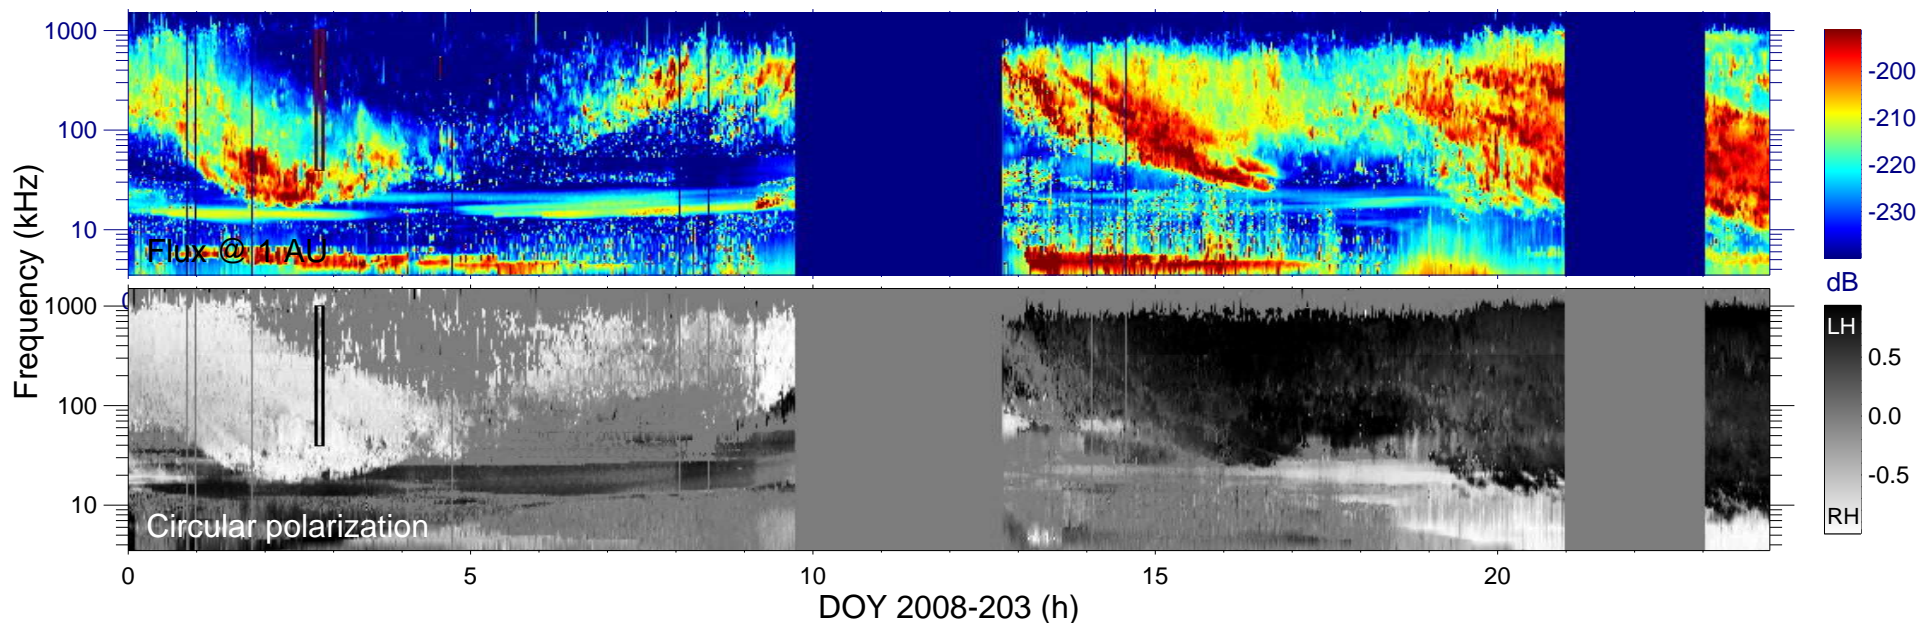 1000
100
10
Flux @ 1 AU
-200
-210
-220
-230
dB
0
Frequency (kHz)
1000
100
10
Circular polarization
LH
0.5
0.0
-0.5
RH
0
5
10
15
20
DOY 2008-203 (h)